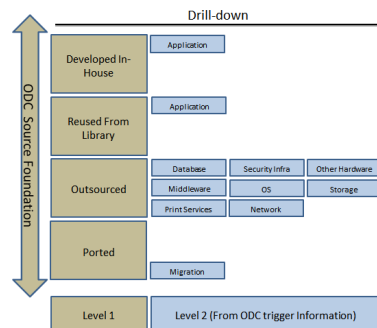 Drill-down
ODC Source Foundation
Developed In-
House
Application
Reused From
Library
Application
Outsourced
Database
Security Infra
Other Hardware
Middleware
OS
Storage
Print Services
Network
Ported
Migration
Level 1
Level 2 (From ODC trigger Information)